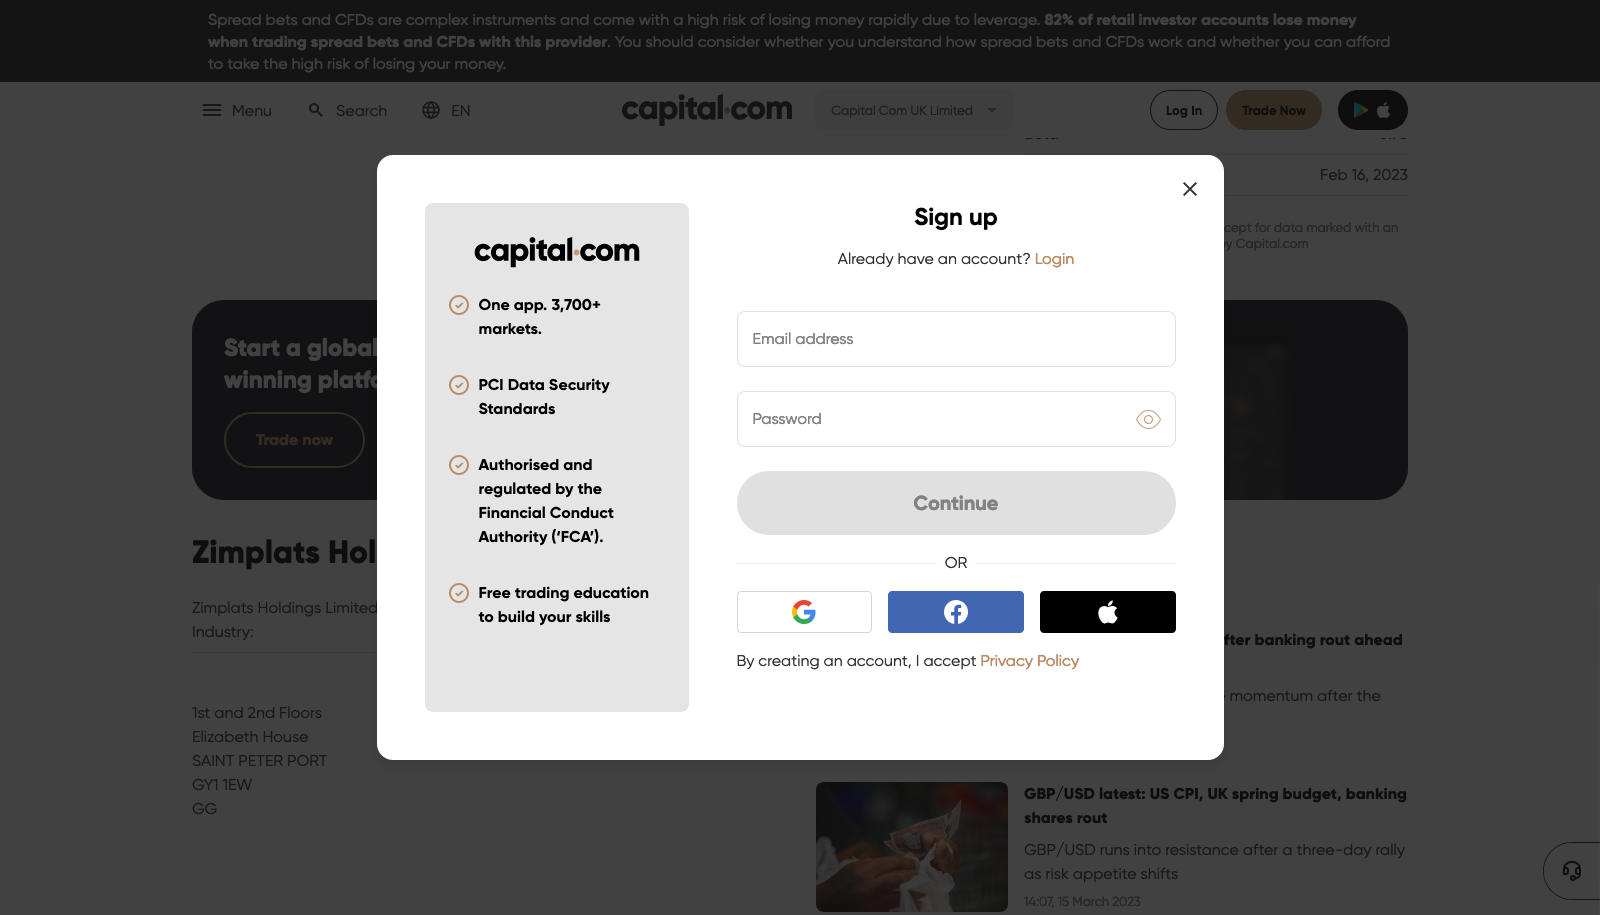 Spread bets and CFDs are complex instruments and come with a high risk of losing money rapidly due to leverage. 82% of retail investor accounts lose money
when trading spread bets and CFDs with this provider. You should consider whether you understand how spread bets and CFDs work and whether you can afford
to take the high risk of losing your money.
Menu
Search
EN
capital.com
Capital Com UK Limited
Log In
Trade Now
Feb 16, 2023
cept for data marked with an
by Capital.com
Start a global
winning platfo
Trade now
Zimplats Hol
Zimplats Holdings Limited
Industry:
1st and 2nd Floors
Elizabeth House
SAINT PETER PORT
GY1 1EW
GG
capital.com
One app. 3,700+
markets.
PCI Data Security
Standards
Authorised and
regulated by the
Financial Conduct
Authority (‘FCA’).
Free trading education
to build your skills
Sign up
Already have an account? Login
Email address
Password
Continue
OR
By creating an account, I accept Privacy Policy
fter banking rout ahead
momentum after the
GBP/USD latest: US CPI, UK spring budget, banking
shares rout
GBP/USD runs into resistance after a three-day rally
as risk appetite shifts
14:07, 15 March 2023